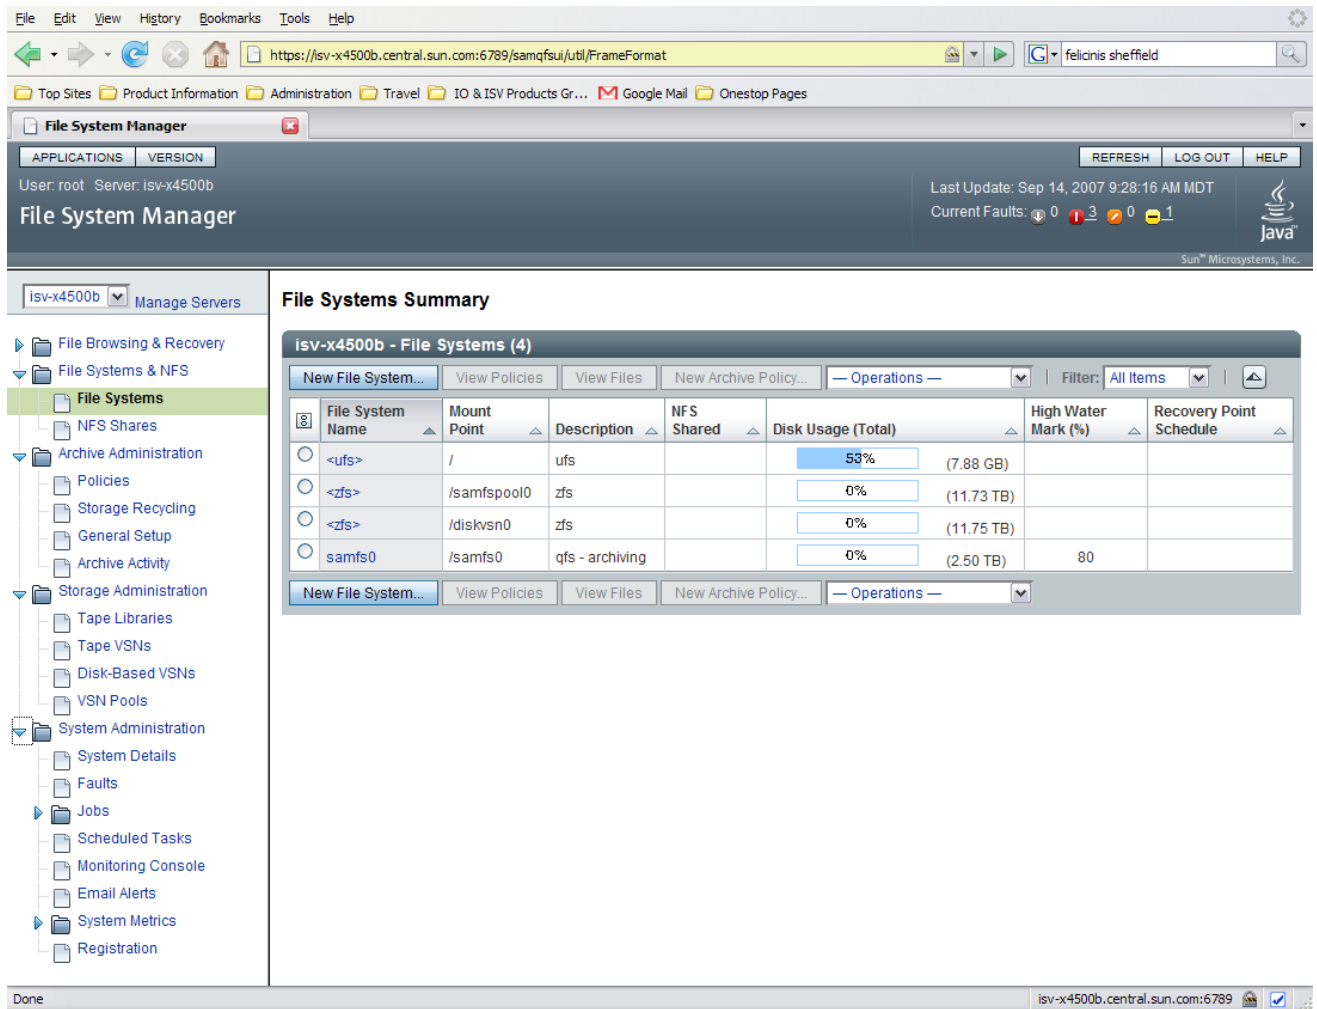 File Edit View History Bookmarks Tools Help
https://isv-x4500b.central.sun.com:6789/samqfsui/util/FrameFormat
G felicinis sheffield
Top Sites Product Information Administration Travel IO & ISV Products Gr... Google Mail Onestop Pages
File System Manager
APPLICATIONS VERSION REFRESH LOG OUT HELP
User: root Server: isv-x4500b
Last Update: Sep 14, 2007 9:28:16 AM MDT
File System Manager
Current Faults: 0 3 0 1
Java™
Sun™ Microsystems, Inc.
isv-x4500b Manage Servers
File Browsing & Recovery
File Systems & NFS
File Systems
NFS Shares
Archive Administration
Policies
Storage Recycling
General Setup
Archive Activity
Storage Administration
Tape Libraries
Tape VSNs
Disk-Based VSNs
VSN Pools
System Administration
System Details
Faults
Jobs
Scheduled Tasks
Monitoring Console
Email Alerts
System Metrics
Registration
File Systems Summary
isv-x4500b - File Systems (4)
New File System... View Policies View Files New Archive Policy... — Operations — Filter: All Items
File System Name Mount Point Description NFS Shared Disk Usage (Total) High Water Mark (%) Recovery Point Schedule
<ufs> / ufs 53% (7.88 GB)
<zfs> /samfspool0 zfs 0% (11.73 TB)
<zfs> /diskvsn0 zfs 0% (11.75 TB)
samfs0 /samfs0 qfs - archiving 0% (2.50 TB) 80
New File System... View Policies View Files New Archive Policy... — Operations —
Done
isv-x4500b.central.sun.com:6789